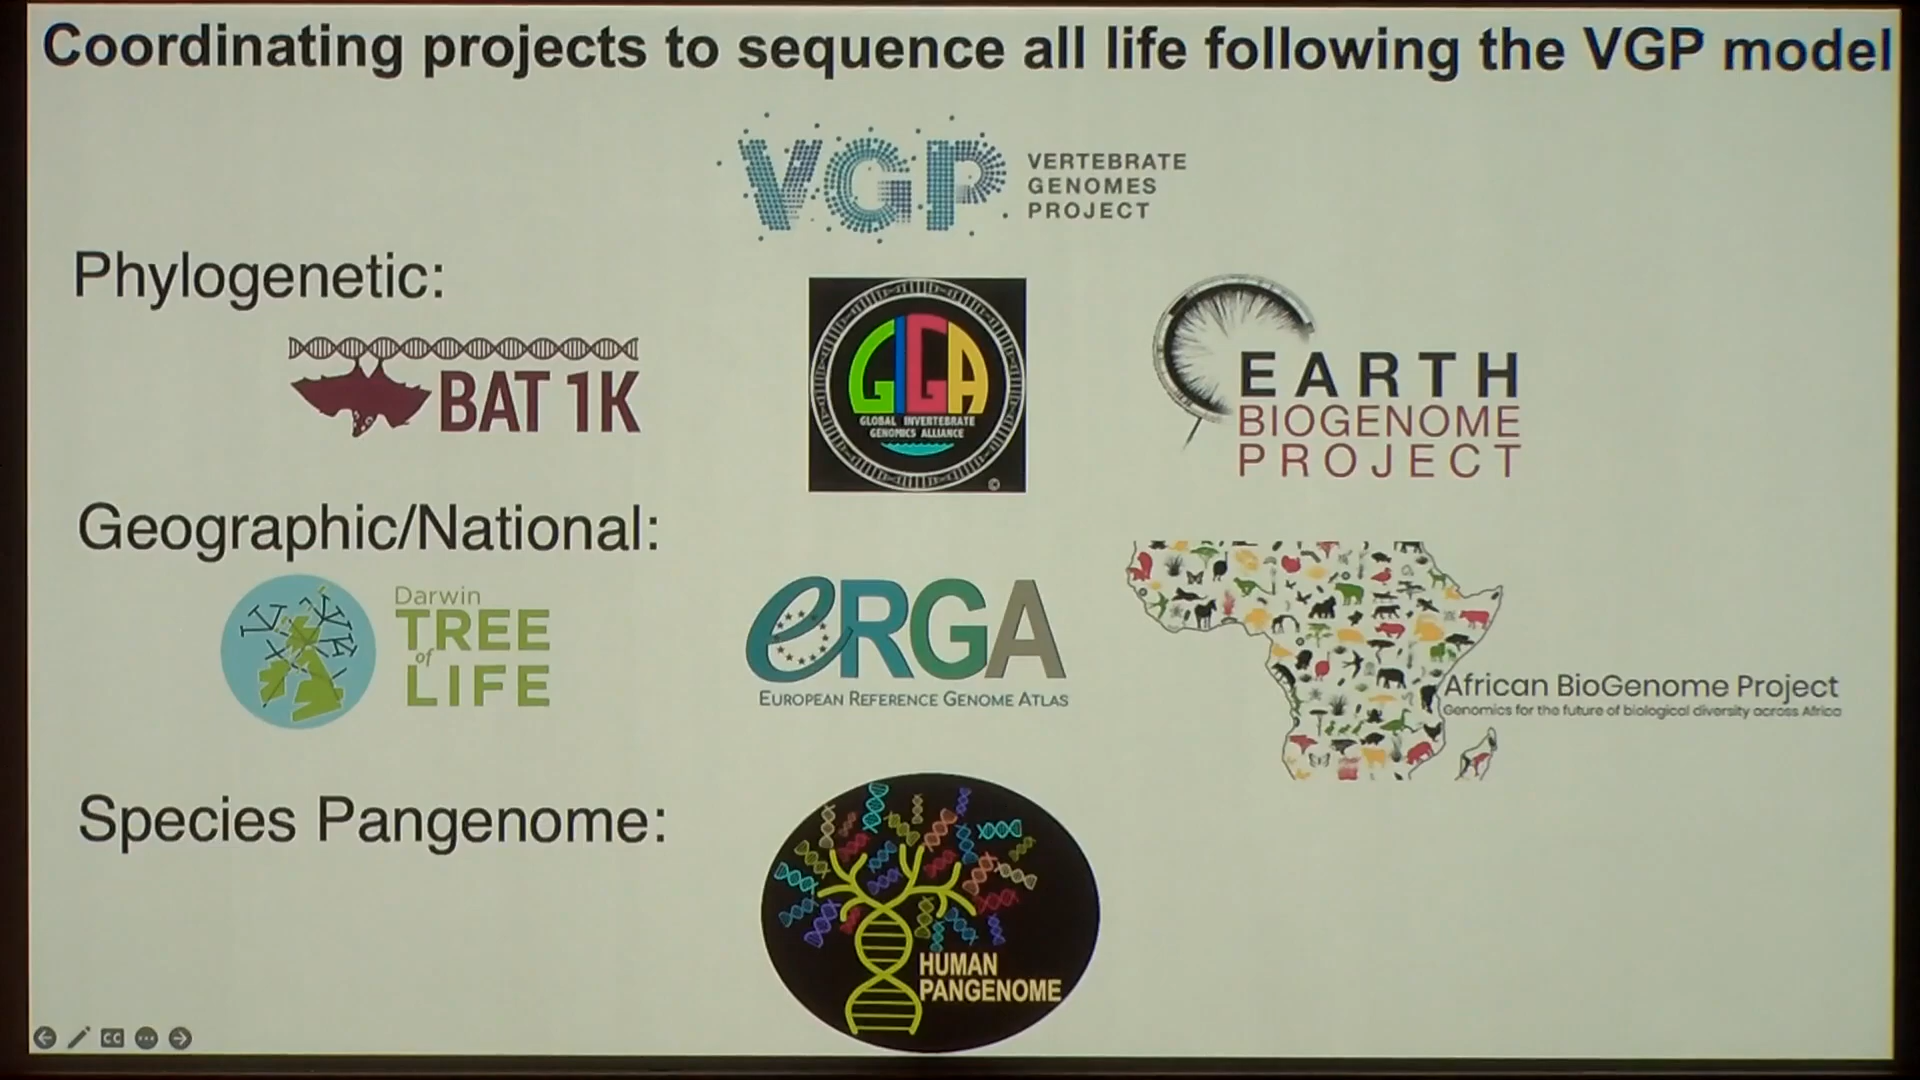 Coordinating projects to sequence all life following the VGP model
VGP
VERTEBRATE
GENOMES
PROJECT
Phylogenetic:
BAT 1K
GIGA
GLOBAL INVERTEBRATE
GENOMICS ALLIANCE
©
EARTH
BIOGENOME
PROJECT
Geographic/National:
Darwin
TREE
of
LIFE
eRGA
EUROPEAN REFERENCE GENOME ATLAS
African BioGenome Project
Genomics for the future of biological diversity across Africa
Species Pangenome:
HUMAN
PANGENOME
CC